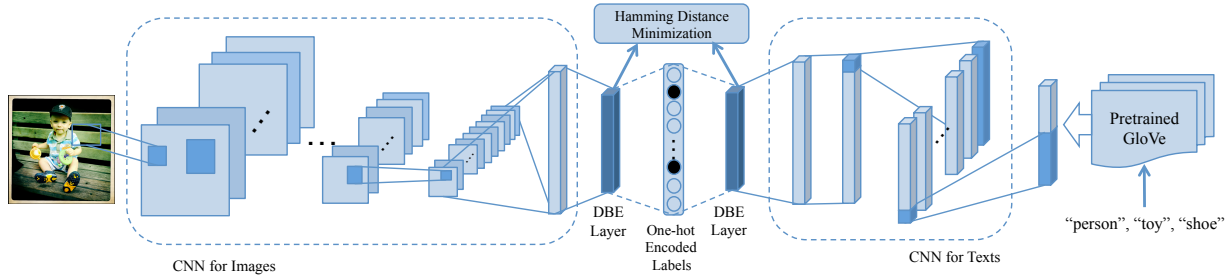 Hamming Distance
Minimization
Pretrained
GloVe
DBE
Layer
One-hot
Encoded
Labels
DBE
Layer
“person”, “toy”, “shoe”
CNN for Images
CNN for Texts